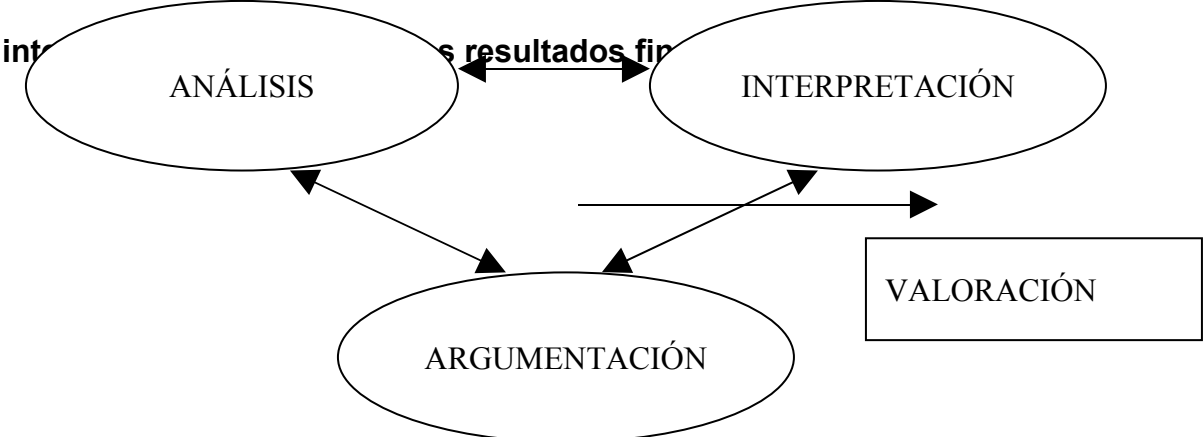 resultados
ANÁLISIS INTERPRETACIÓN
VALORACIÓN
ARGUMENTACIÓN